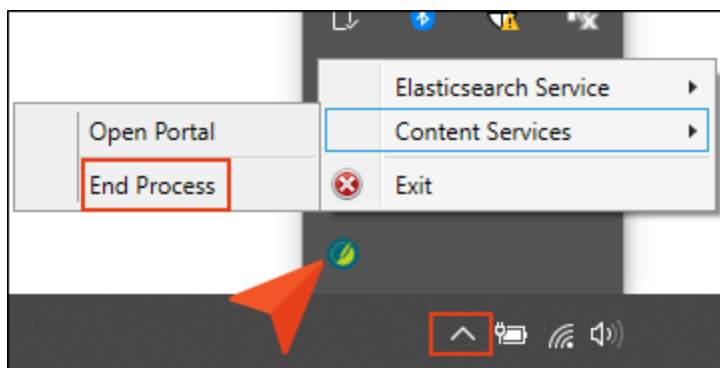 Elasticsearch Service
Content Services
Exit
Open Portal
End Process